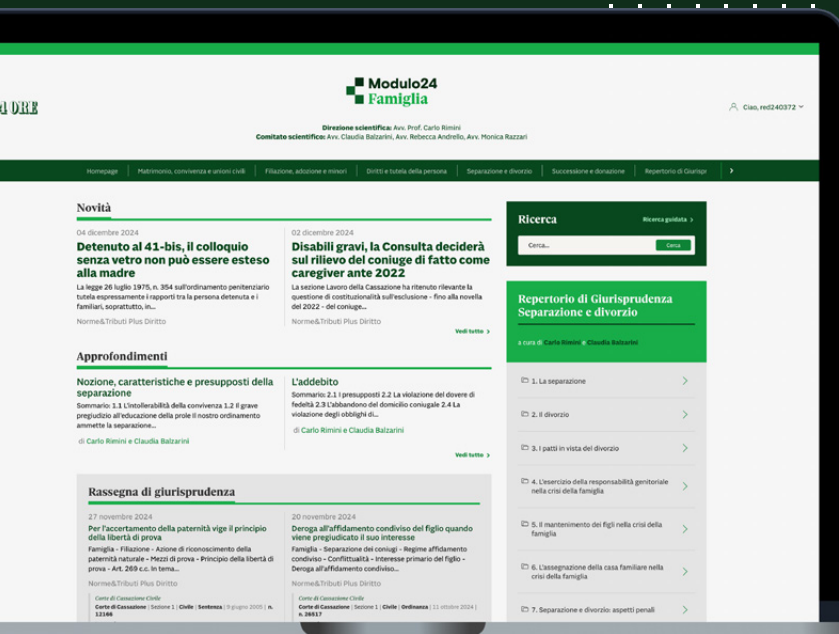 24 ORE
Modulo24
Famiglia
Direzione scientifica: Avv. Prof. Carlo Rimini
Comitato scientifico: Avv. Claudia Balzarini, Avv. Rebecca Andrello, Avv. Monica Razzari
Ciao, red240372
Homepage
Matrimonio, convivenza e unioni civili
Filiazione, adozione e minori
Diritti e tutela della persona
Separazione e divorzio
Successione e donazione
Repertorio di Giurisp
Novità
04 dicembre 2024
Detenuto al 41-bis, il colloquio
senza vetro non può essere esteso
alla madre
La legge 26 luglio 1975, n. 354 sull'ordinamento penitenziario
tutela espressamente i rapporti tra la persona detenuta e i
familiari, soprattutto, in...
Norme&Tributi Plus Diritto
02 dicembre 2024
Disabili gravi, la Consulta deciderà
sul rilievo del coniuge di fatto come
caregiver ante 2022
La sezione Lavoro della Cassazione ha ritenuto rilevante la
questione di costituzionalità sull'esclusione - fino alla novella
del 2022 - del coniuge...
Norme&Tributi Plus Diritto
Vedi tutto >
Approfondimenti
Nozione, caratteristiche e presupposti della
separazione
Sommario: 1.1 L'intollerabilità della convivenza 1.2 Il grave
pregiudizio all'educazione della prole Il nostro ordinamento
ammette la separazione...
di Carlo Rimini e Claudia Balzarini
L'addebito
Sommario: 2.1 I presupposti 2.2 La violazione del dovere di
fedeltà 2.3 L'abbandono del domicilio coniugale 2.4 La
violazione degli obblighi di...
di Carlo Rimini e Claudia Balzarini
Vedi tutto >
Rassegna di giurisprudenza
27 novembre 2024
Per l'accertamento della paternità vige il principio
della libertà di prova
Famiglia - Filiazione - Azione di riconoscimento della
paternità naturale - Mezzi di prova - Principio della libertà di
prova - Art. 269 c.c. In tema...
Norme&Tributi Plus Diritto
Corte di Cassazione Civile
Corte di Cassazione | Sezione 1 | Civile | Sentenza | 9 giugno 2005 | n.
12166
20 novembre 2024
Deroga all'affidamento condiviso del figlio quando
viene pregiudicato il suo interesse
Famiglia - Separazione dei coniugi - Regime affidamento
condiviso - Conflittualità - Interesse primario del figlio -
Deroga all'affidamento condiviso...
Norme&Tributi Plus Diritto
Corte di Cassazione Civile
Corte di Cassazione | Sezione 1 | Civile | Ordinanza | 11 ottobre 2024 |
n. 26517
Ricerca
Ricerca guidata >
Cerca...
Cerca
Repertorio di Giurisprudenza
Separazione e divorzio
a cura di Carlo Rimini e Claudia Balzarini
1. La separazione
2. Il divorzio
3. I patti in vista del divorzio
4. L'esercizio della responsabilità genitoriale
nella crisi della famiglia
5. Il mantenimento dei figli nella crisi della
famiglia
6. L'assegnazione della casa familiare nella
crisi della famiglia
7. Separazione e divorzio: aspetti penali